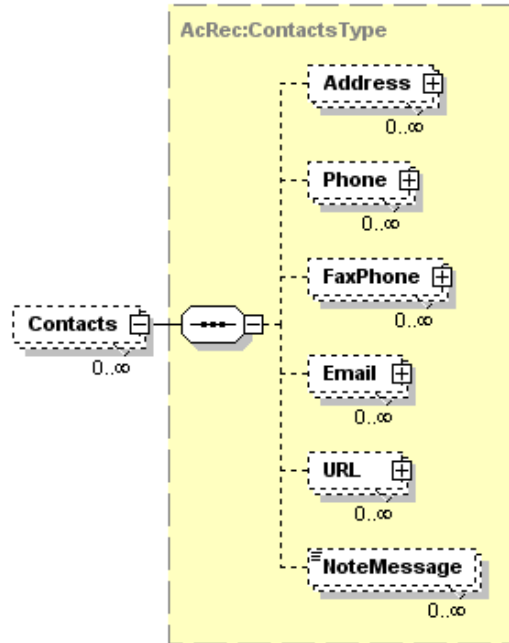 AcRec:ContactsType
Address
0..∞
Phone
0..∞
FaxPhone
0..∞
Contacts
0..∞
Email
0..∞
URL
0..∞
NoteMessage
0..∞